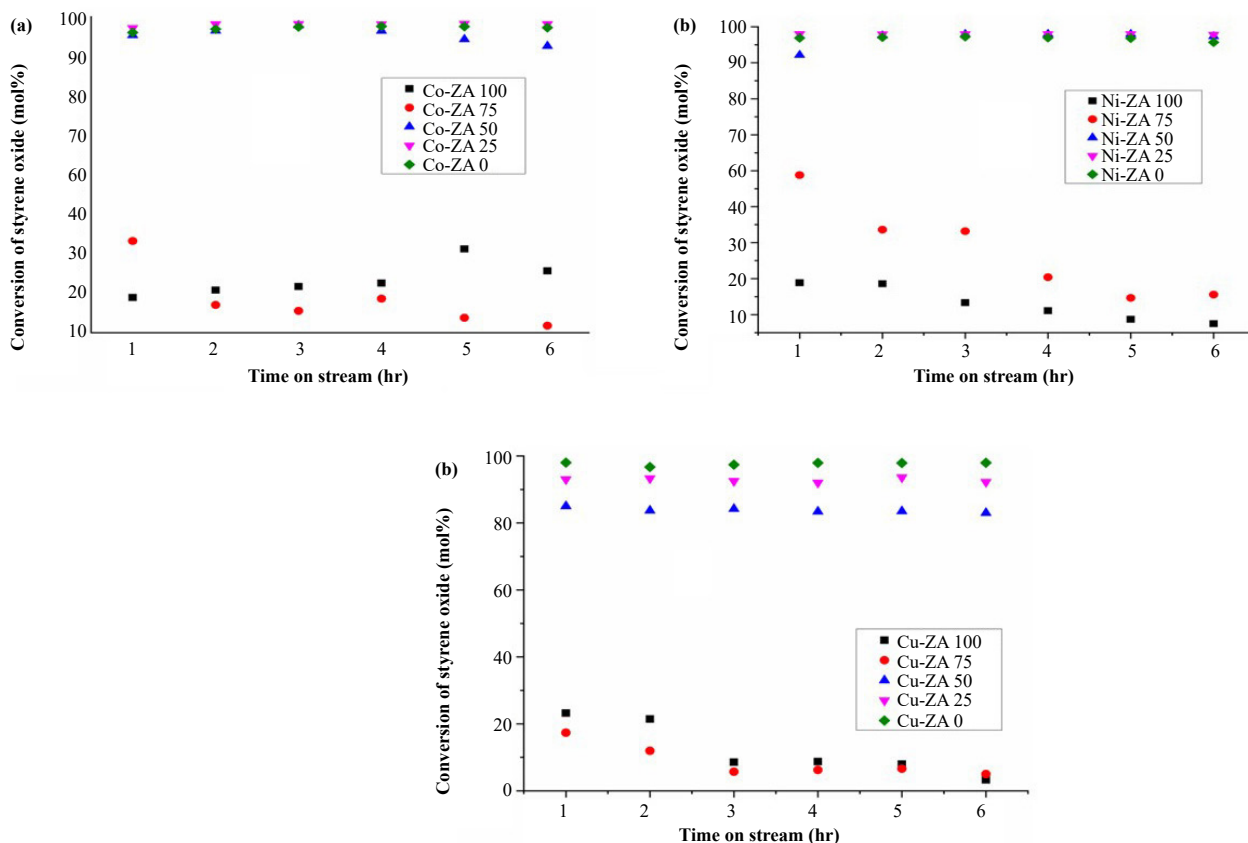 (a)
Conversion of styrene oxide (mol%)
100
90
80
70
60
40
30
20
10
Co-ZA 100
Co-ZA 75
Co-ZA 50
Co-ZA 25
Co-ZA 0
1 2 3 4 5 6
Time on stream (hr)
(b)
Conversion of styrene oxide (mol%)
100
90
80
70
60
40
30
20
10
Ni-ZA 100
Ni-ZA 75
Ni-ZA 50
Ni-ZA 25
Ni-ZA 0
1 2 3 4 5 6
Time on stream (hr)
(b)
Conversion of styrene oxide (mol%)
100
80
60
40
20
0
Cu-ZA 100
Cu-ZA 75
Cu-ZA 50
Cu-ZA 25
Cu-ZA 0
1 2 3 4 5 6
Time on stream (hr)